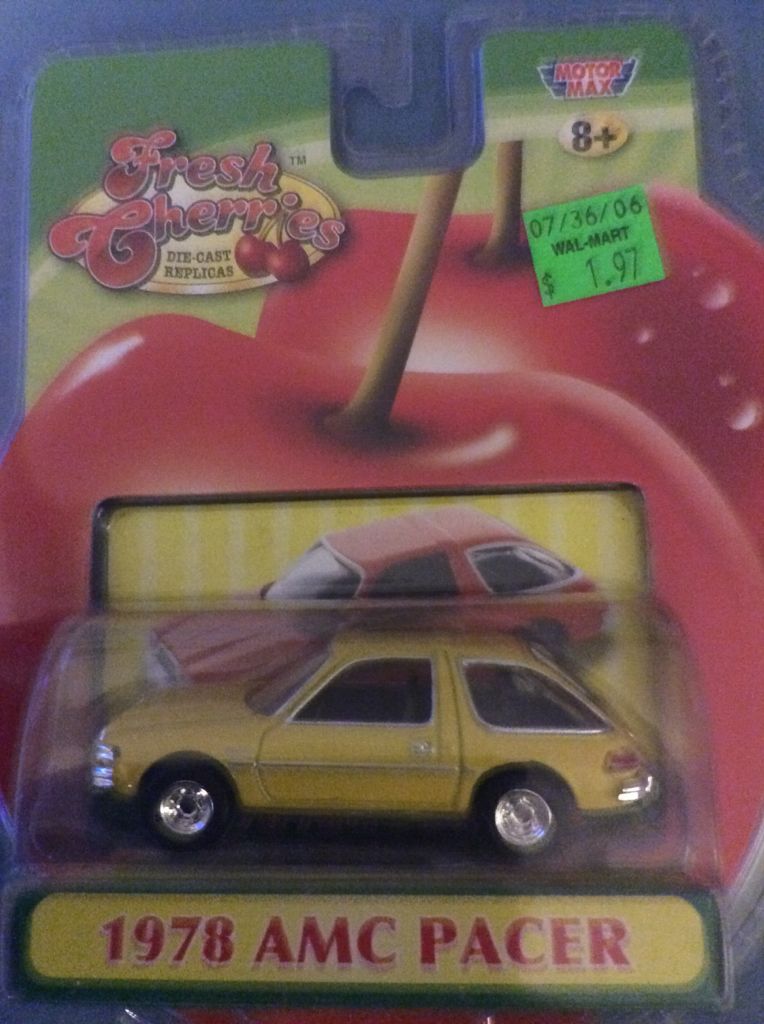 MOTOR
MAX
8+
Fresh
Cherries
TM
DIE-CAST
REPLICAS
07/36/06
WAL-MART
$ 1.97
1978 AMC PACER